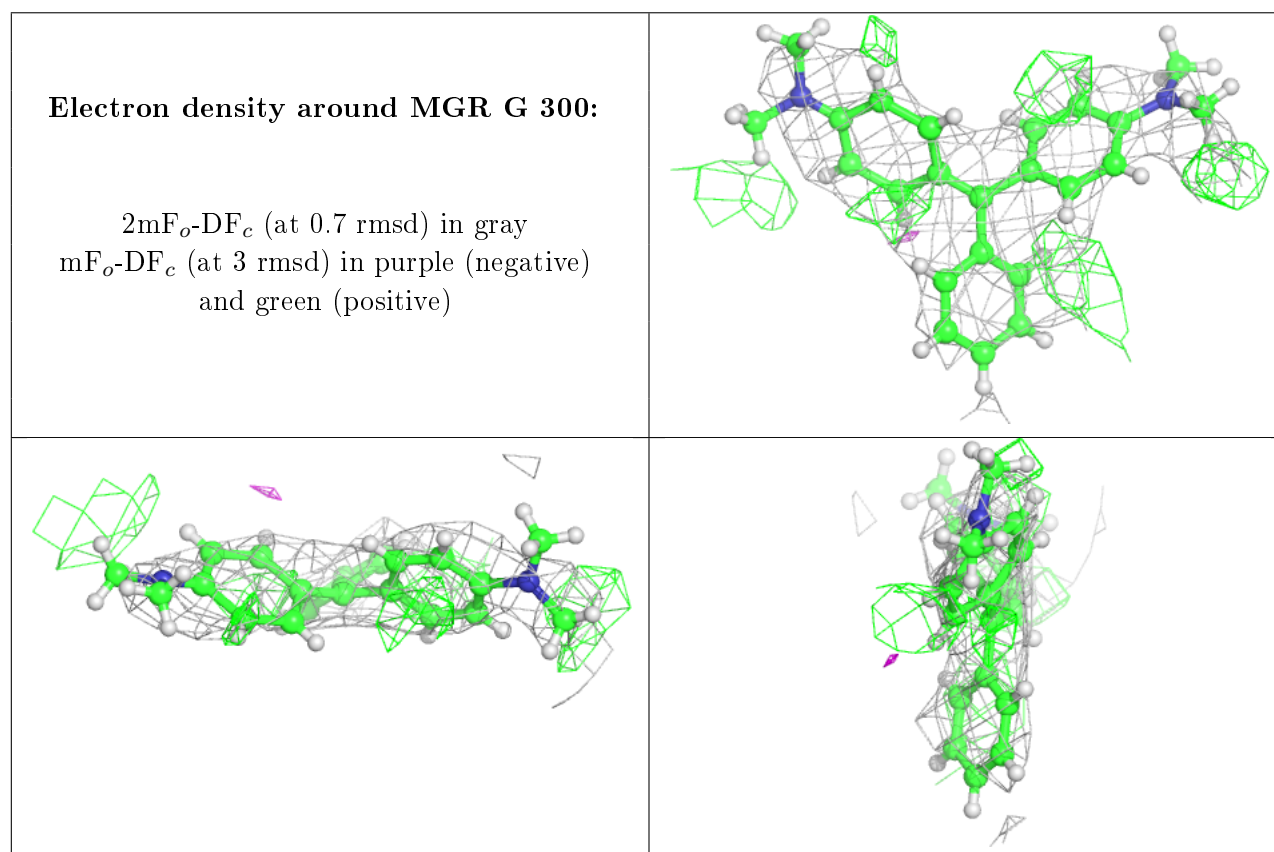 Electron density around MGR G 300:
2mFo-DFc (at 0.7 rmsd) in gray
mFo-DFc (at 3 rmsd) in purple (negative)
and green (positive)